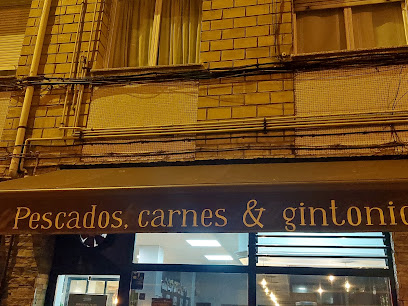 Pescados, carnes & gintonic